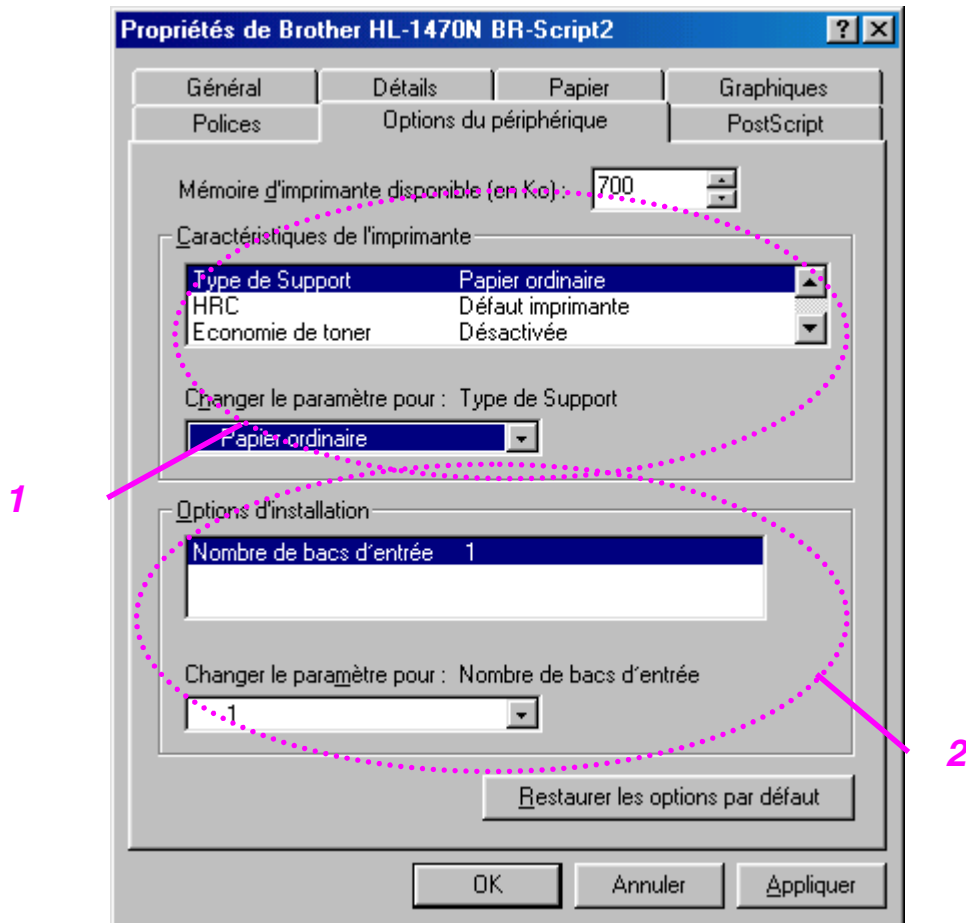 Propriétés de Brother HL-1470N BR-Script2
Général Détails Papier Graphiques
Polices Options du périphérique PostScript
Mémoire d'imprimante disponible (en Ko) : 700
Caractéristiques de l'imprimante
Type de Support Papier ordinaire
HRC Défaut imprimante
Economie de toner Désactivée
Changer le paramètre pour : Type de Support
Papier ordinaire
1
Options d'installation
Nombre de bacs d´entrée 1
Changer le paramètre pour : Nombre de bacs d´entrée
1
2
Restaurer les options par défaut
OK Annuler Appliquer